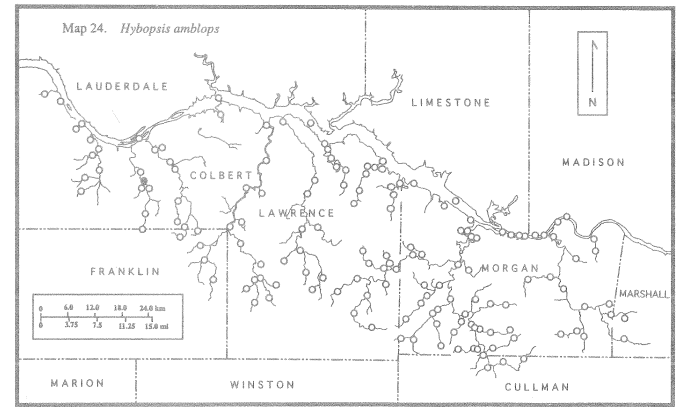 Map 24. Hybopsis amblops
LAUDERDALE
LIMESTONE
N
MADISON
COLBERT
LAWRENCE
FRANKLIN
MORGAN
MARSHALL
0 6.0 12.0 18.0 24.0 km
0 3.75 7.5 11.25 15.0 mi
MARION
WINSTON
CULLMAN